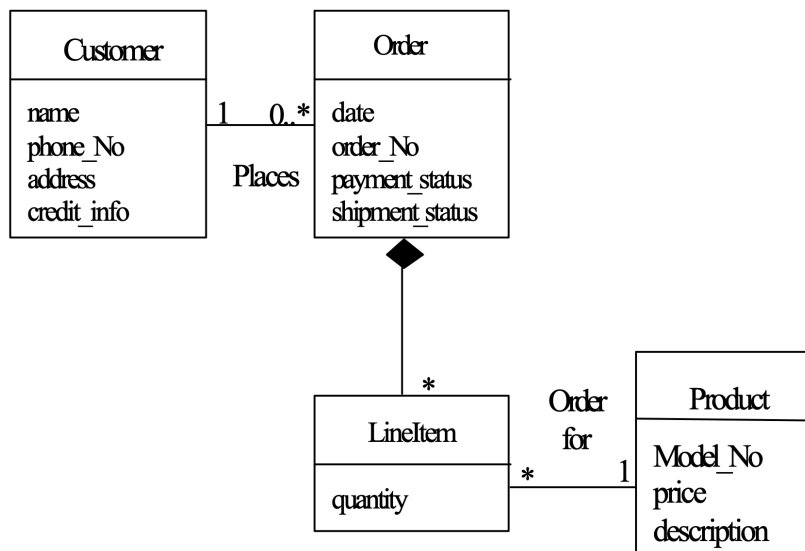 Customer
name
phone_No
address
credit_info
1
0..*
Places
Order
date
order_No
payment_status
shipment_status
*
LineItem
quantity
Order
for
*
1
Product
Model_No
price
description